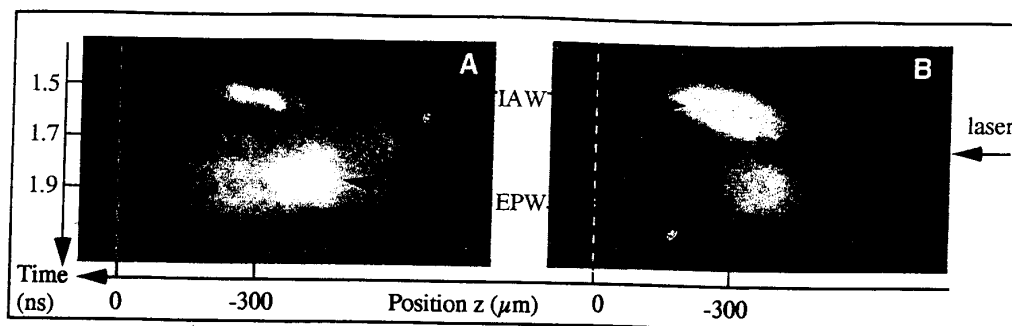 A
B
1.5
IAW
1.7
laser
1.9
EPW
Time
(ns)
0
-300
Position z (μm)
0
-300